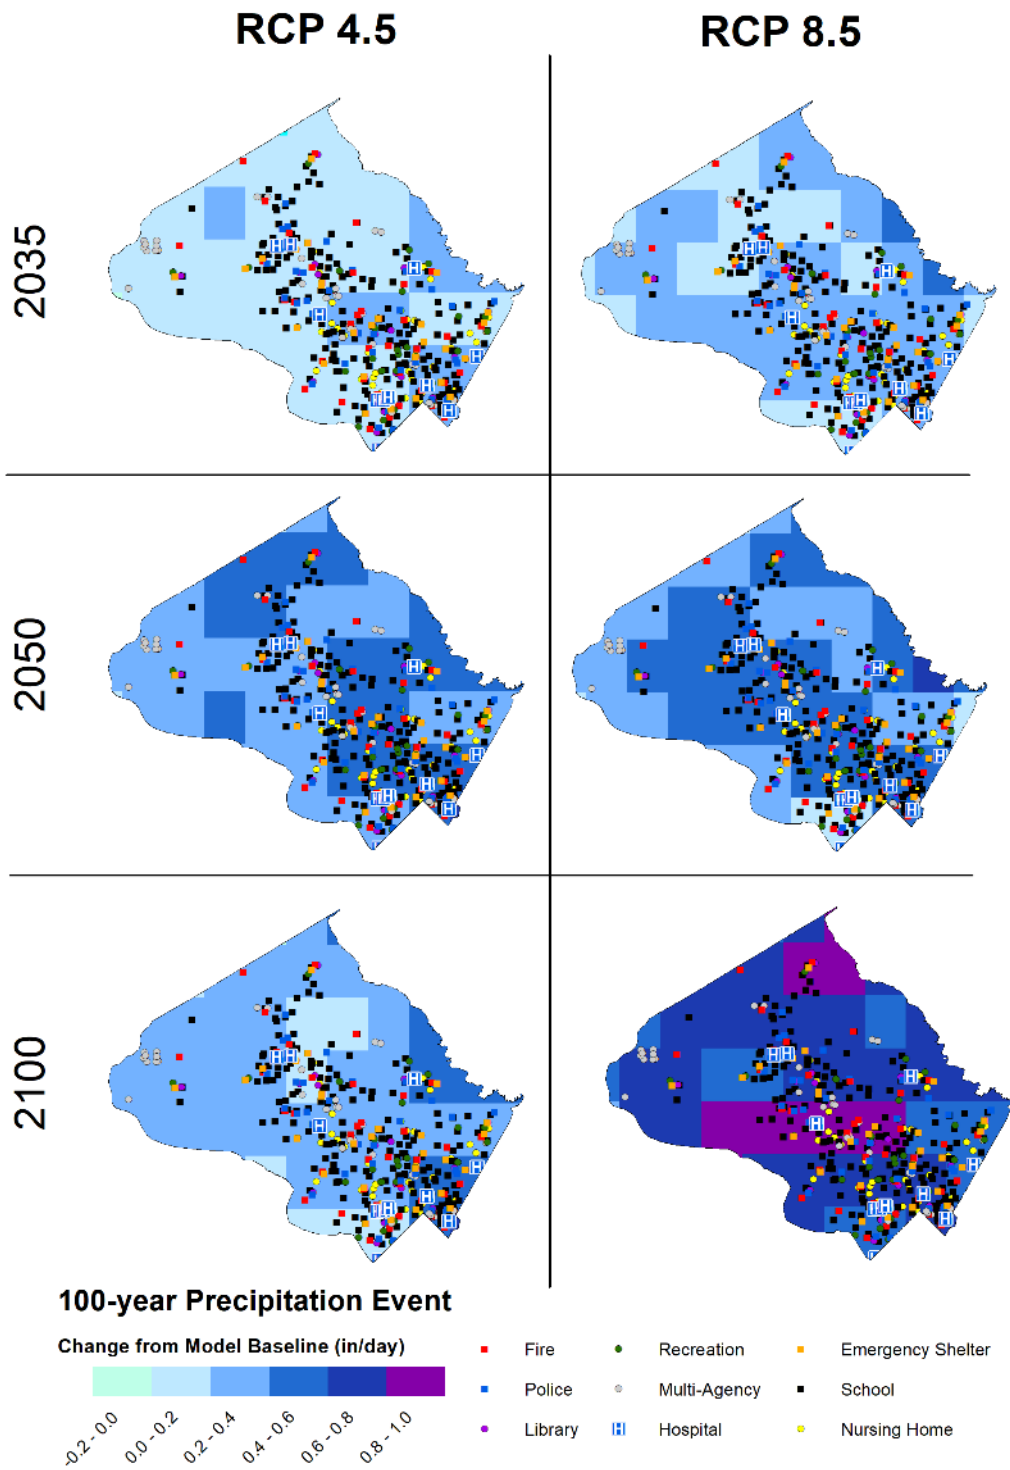 RCP 4.5
RCP 8.5
2035
2050
2100
100-year Precipitation Event
Change from Model Baseline (in/day)
-0.2 - 0.0
0.0 - 0.2
0.2 - 0.4
0.4 - 0.6
0.6 - 0.8
0.8 - 1.0
Fire
Recreation
Emergency Shelter
Police
Multi-Agency
School
Library
H Hospital
Nursing Home